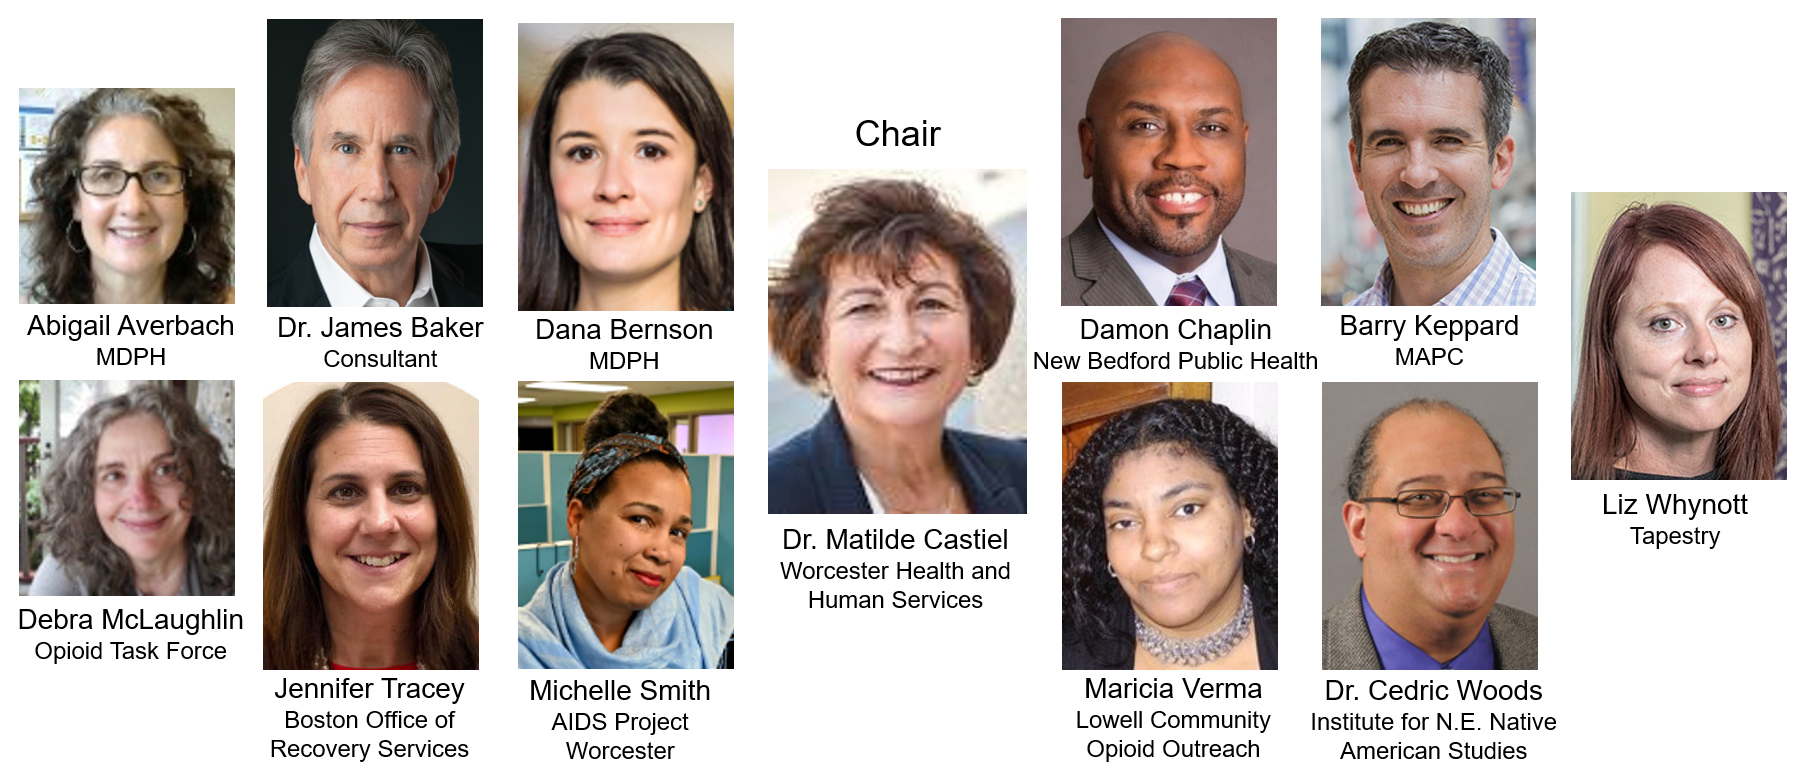 Chair
Abigail Averbach
MDPH
Dr. James Baker
Consultant
Dana Bernson
MDPH
Damon Chaplin
New Bedford Public Health
Barry Keppard
MAPC
Liz Whynott
Tapestry
Dr. Matilde Castiel
Worcester Health and
Human Services
Debra McLaughlin
Opioid Task Force
Jennifer Tracey
Boston Office of
Recovery Services
Michelle Smith
AIDS Project
Worcester
Maricia Verma
Lowell Community
Opioid Outreach
Dr. Cedric Woods
Institute for N.E. Native
American Studies